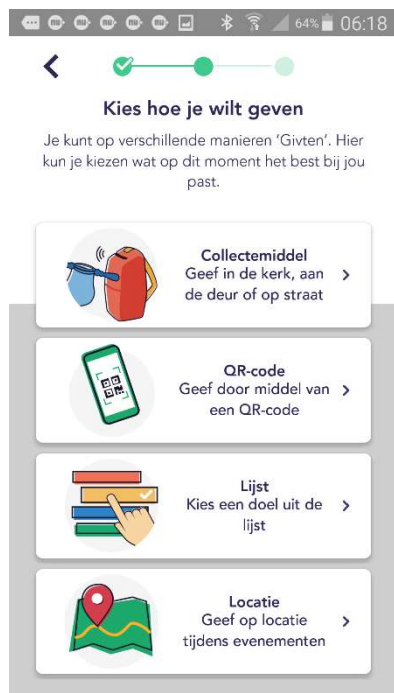 64% 06:18
Kies hoe je wilt geven
Je kunt op verschillende manieren ‘Givten’. Hier
kun je kiezen wat op dit moment het best bij jou
past.
Collectemiddel
Geef in de kerk, aan
de deur of op straat
QR-code
Geef door middel van
een QR-code
Lijst
Kies een doel uit de
lijst
Locatie
Geef op locatie
tijdens evenementen